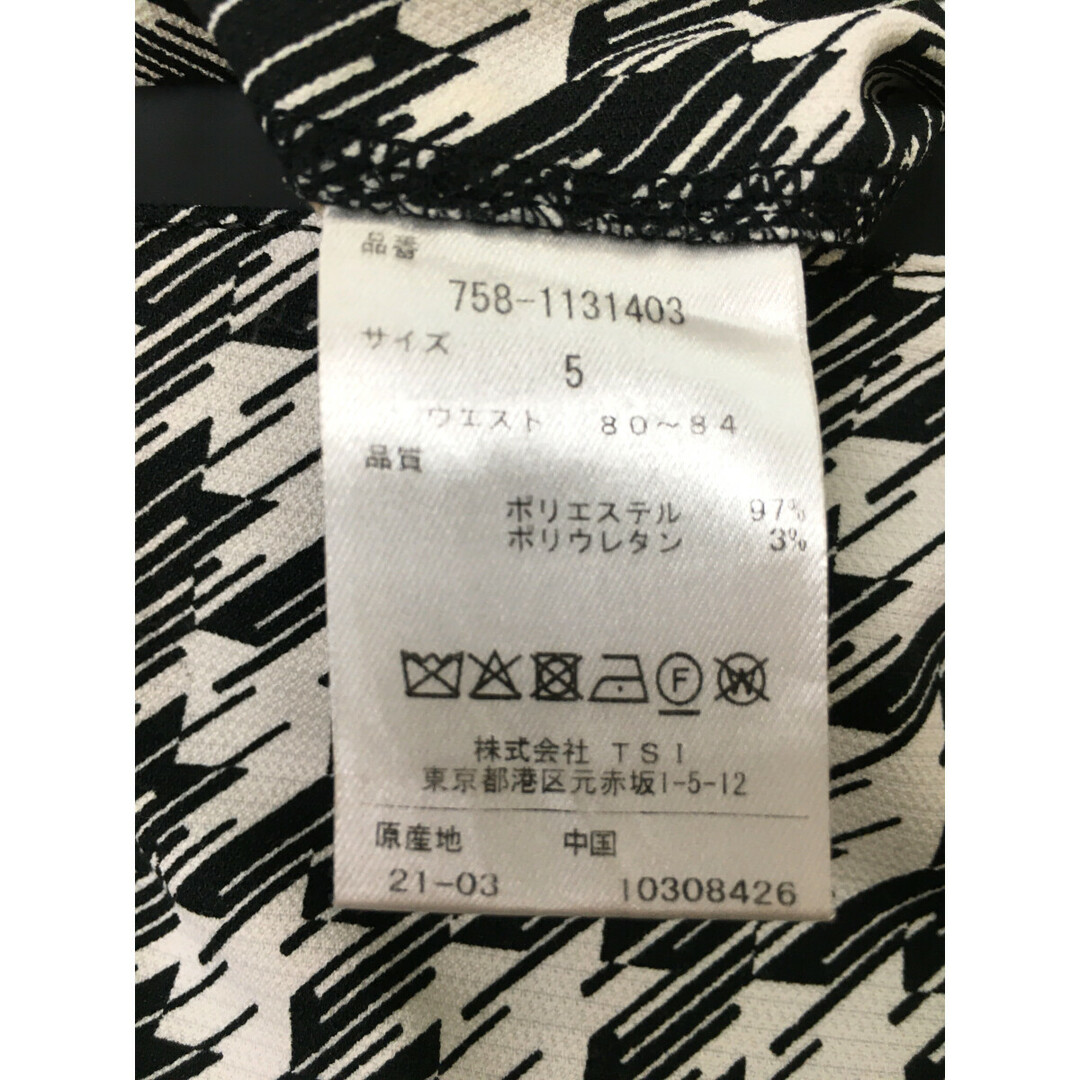 品番
758-1131403
サイズ
5
ウエスト 80~84
品質
ポリエステル 97%
ポリウレタン 3%
F W
株式会社 TSI
東京都港区元赤坂1-5-12
原産地 中国
21-03 10308426